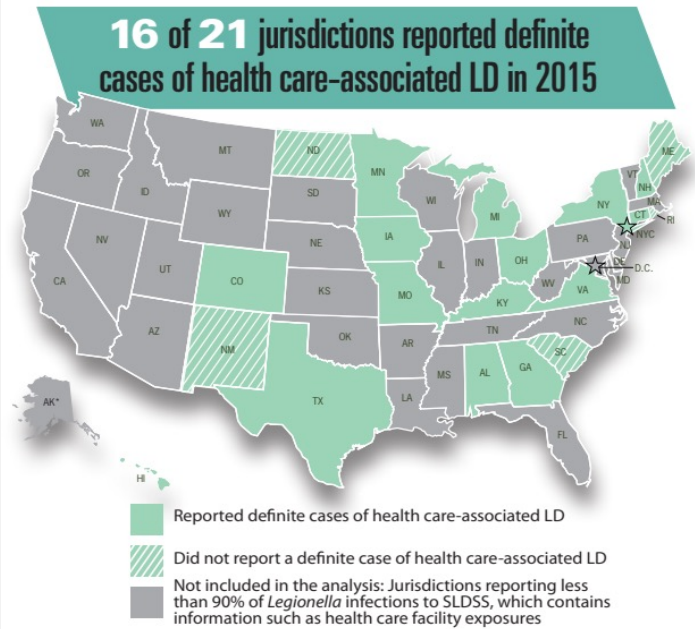 16 of 21 jurisdictions reported definite
cases of health care-associated LD in 2015
WA
MT
ND
MN
ME
OR
ID
SD
WI
VT
NH
MA
NY
MI
WY
CT
RI
IA
NYC
NV
NE
PA
NJ
OH
IL
IN
DE
D.C.
UT
CO
MD
WV
VA
CA
KS
MO
KY
NC
TN
AZ
OK
NM
AR
SC
MS
AL
GA
TX
LA
AK*
FL
HI
Reported definite cases of health care-associated LD
Did not report a definite case of health care-associated LD
Not included in the analysis: Jurisdictions reporting less
than 90% of Legionella infections to SLDSS, which contains
information such as health care facility exposures